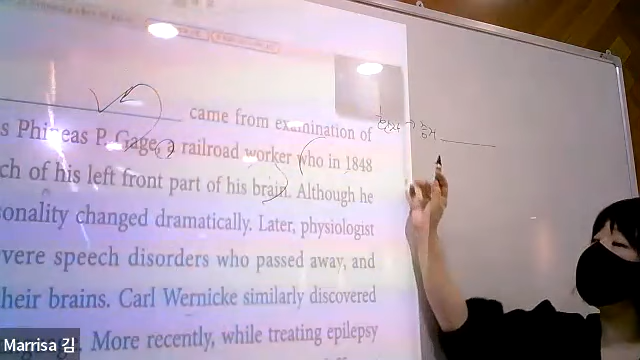 came from examination of
s Phineas P. Gage, a railroad worker who in 1848
ch of his left front part of his brain. Although he
sonality changed dramatically. Later, physiologist
vere speech disorders who passed away, and
heir brains. Carl Wernicke similarly discovered
More recently, while treating epilepsy
Marrisa 김